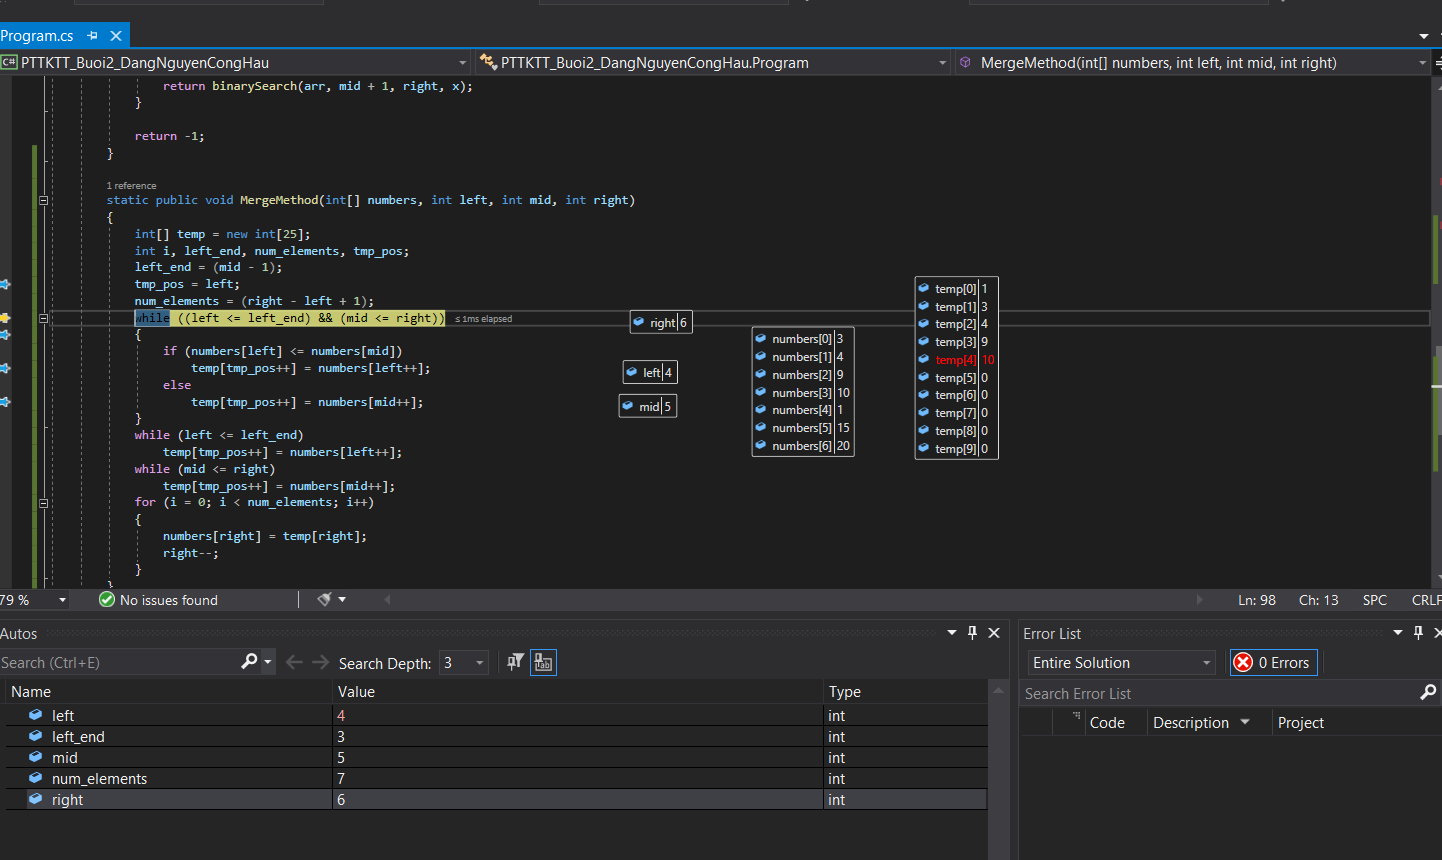 Program.cs
C# PTTKTT_Buoi2_DangNguyenCongHau
PTTKTT_Buoi2_DangNguyenCongHau.Program
MergeMethod(int[] numbers, int left, int mid, int right)
return binarySearch(arr, mid + 1, right, x);
}
return -1;
}
1 reference
static public void MergeMethod(int[] numbers, int left, int mid, int right)
{
int[] temp = new int[25];
int i, left_end, num_elements, tmp_pos;
left_end = (mid - 1);
tmp_pos = left;
num_elements = (right - left + 1);
while ((left <= left_end) && (mid <= right)) ≤ 1ms elapsed
{
if (numbers[left] <= numbers[mid])
temp[tmp_pos++] = numbers[left++];
else
temp[tmp_pos++] = numbers[mid++];
}
while (left <= left_end)
temp[tmp_pos++] = numbers[left++];
while (mid <= right)
temp[tmp_pos++] = numbers[mid++];
for (i = 0; i < num_elements; i++)
{
numbers[right] = temp[right];
right--;
}
}
right 6
left 4
mid 5
numbers[0] 3
numbers[1] 4
numbers[2] 9
numbers[3] 10
numbers[4] 1
numbers[5] 15
numbers[6] 20
temp[0] 1
temp[1] 3
temp[2] 4
temp[3] 9
temp[4] 10
temp[5] 0
temp[6] 0
temp[7] 0
temp[8] 0
temp[9] 0
79 %
No issues found
Ln: 98 Ch: 13 SPC CRLF
Autos
Search (Ctrl+E)
Search Depth: 3
Name Value Type
left 4 int
left_end 3 int
mid 5 int
num_elements 7 int
right 6 int
Error List
Entire Solution
0 Errors
Search Error List
Code Description Project